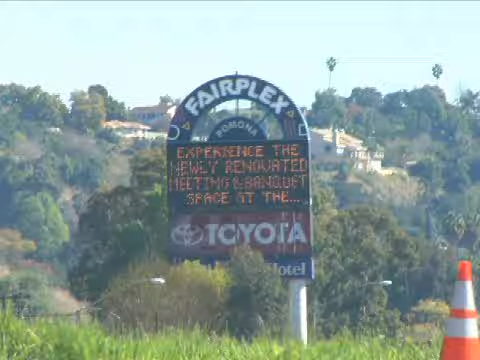 FAIRPLEX
POMONA
EXPERIENCE THE
NEWLY RENOVATED
MEETING & BANQUET
SPACE AT THE...
TOYOTA
Hotel